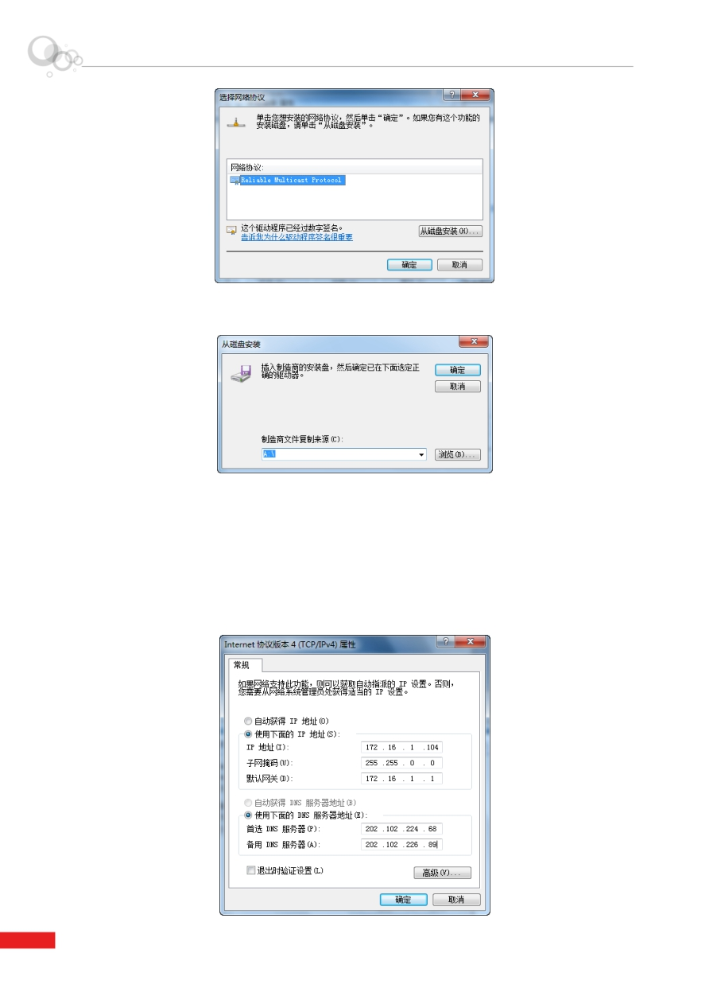 选择网络协议
单击您想安装的网络协议，然后单击“确定”。如果您有这个功能的
安装磁盘，请单击“从磁盘安装”。
网络协议:
Reliable Multicast Protocol
这个驱动程序已经过数字签名。
告诉我为什么驱动程序签名很重要
从磁盘安装(H)...
确定
取消
从磁盘安装
插入制造商的安装盘，然后确定已在下面选定正
确的驱动器。
确定
取消
制造商文件复制来源(C):
A:\
浏览(B)...
Internet 协议版本 4 (TCP/IPv4) 属性
常规
如果网络支持此功能，则可以获取自动指派的 IP 设置。否则，
您需要从网络系统管理员处获得适当的 IP 设置。
自动获得 IP 地址(O)
使用下面的 IP 地址(S):
IP 地址(I): 172 . 16 . 1 .104
子网掩码(U): 255 .255 . 0 . 0
默认网关(D): 172 . 16 . 1 . 1
自动获得 DNS 服务器地址(B)
使用下面的 DNS 服务器地址(E):
首选 DNS 服务器(P): 202 .102 .224 . 68
备用 DNS 服务器(A): 202 .102 .226 . 89
退出时验证设置(L)
高级(V)...
确定
取消